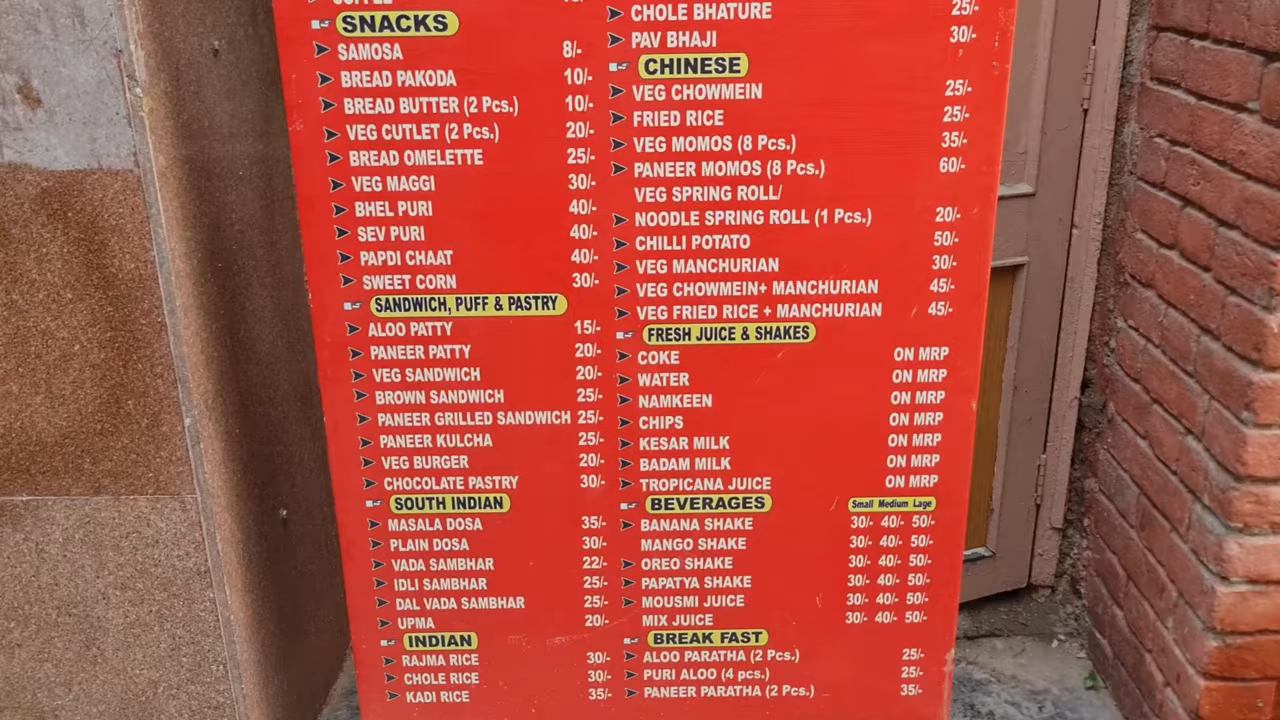 SNACKS
SAMOSA 8/-
BREAD PAKODA 10/-
BREAD BUTTER (2 Pcs.) 10/-
VEG CUTLET (2 Pcs.) 20/-
BREAD OMELETTE 25/-
VEG MAGGI 30/-
BHEL PURI 40/-
SEV PURI 40/-
PAPDI CHAAT 40/-
SWEET CORN 30/-
SANDWICH, PUFF & PASTRY
ALOO PATTY 15/-
PANEER PATTY 20/-
VEG SANDWICH 20/-
BROWN SANDWICH 25/-
PANEER GRILLED SANDWICH 25/-
PANEER KULCHA 25/-
VEG BURGER 20/-
CHOCOLATE PASTRY 30/-
SOUTH INDIAN
MASALA DOSA 35/-
PLAIN DOSA 30/-
VADA SAMBHAR 22/-
IDLI SAMBHAR 25/-
DAL VADA SAMBHAR 25/-
UPMA 20/-
INDIAN
RAJMA RICE 30/-
CHOLE RICE 30/-
KADI RICE 35/-
CHOLE BHATURE 25/-
PAV BHAJI 30/-
CHINESE
VEG CHOWMEIN 25/-
FRIED RICE 25/-
VEG MOMOS (8 Pcs.) 35/-
PANEER MOMOS (8 Pcs.) 60/-
VEG SPRING ROLL/
NOODLE SPRING ROLL (1 Pcs.) 20/-
CHILLI POTATO 50/-
VEG MANCHURIAN 30/-
VEG CHOWMEIN+ MANCHURIAN 45/-
VEG FRIED RICE + MANCHURIAN 45/-
FRESH JUICE & SHAKES
COKE ON MRP
WATER ON MRP
NAMKEEN ON MRP
CHIPS ON MRP
KESAR MILK ON MRP
BADAM MILK ON MRP
TROPICANA JUICE ON MRP
BEVERAGES Small Medium Lage
BANANA SHAKE 30/- 40/- 50/-
MANGO SHAKE 30/- 40/- 50/-
OREO SHAKE 30/- 40/- 50/-
PAPATYA SHAKE 30/- 40/- 50/-
MOUSMI JUICE 30/- 40/- 50/-
MIX JUICE 30/- 40/- 50/-
BREAK FAST
ALOO PARATHA (2 Pcs.) 25/-
PURI ALOO (4 pcs.) 25/-
PANEER PARATHA (2 Pcs.) 35/-